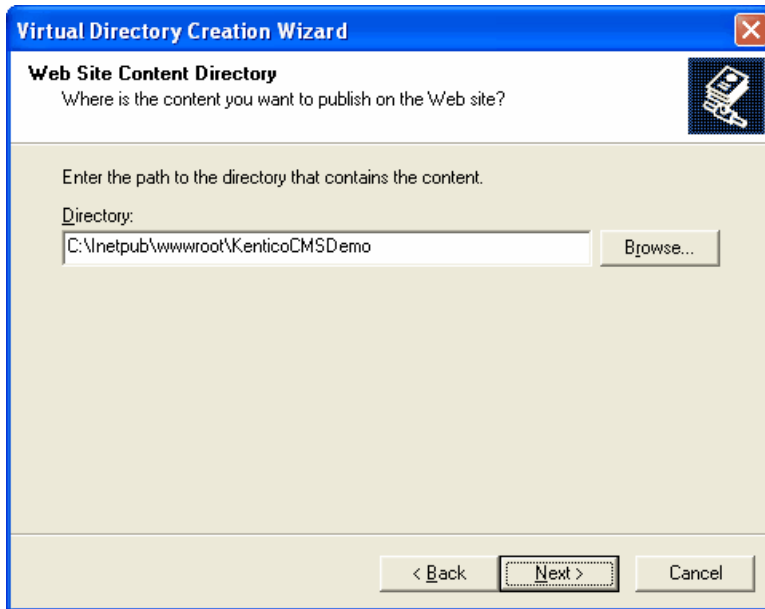 Virtual Directory Creation Wizard
Web Site Content Directory
Where is the content you want to publish on the Web site?
Enter the path to the directory that contains the content.
Directory:
C:\Inetpub\wwwroot\KenticoCMSDemo
Browse...
< Back Next > Cancel